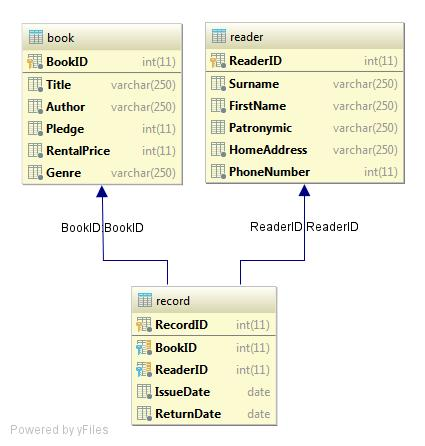 book
BookID int(11)
Title varchar(250)
Author varchar(250)
Pledge int(11)
RentalPrice int(11)
Genre varchar(250)
reader
ReaderID int(11)
Surname varchar(250)
FirstName varchar(250)
Patronymic varchar(250)
HomeAddress varchar(250)
PhoneNumber int(11)
BookID:BookID
ReaderID:ReaderID
record
RecordID int(11)
BookID int(11)
ReaderID int(11)
IssueDate date
ReturnDate date
Powered by yFiles